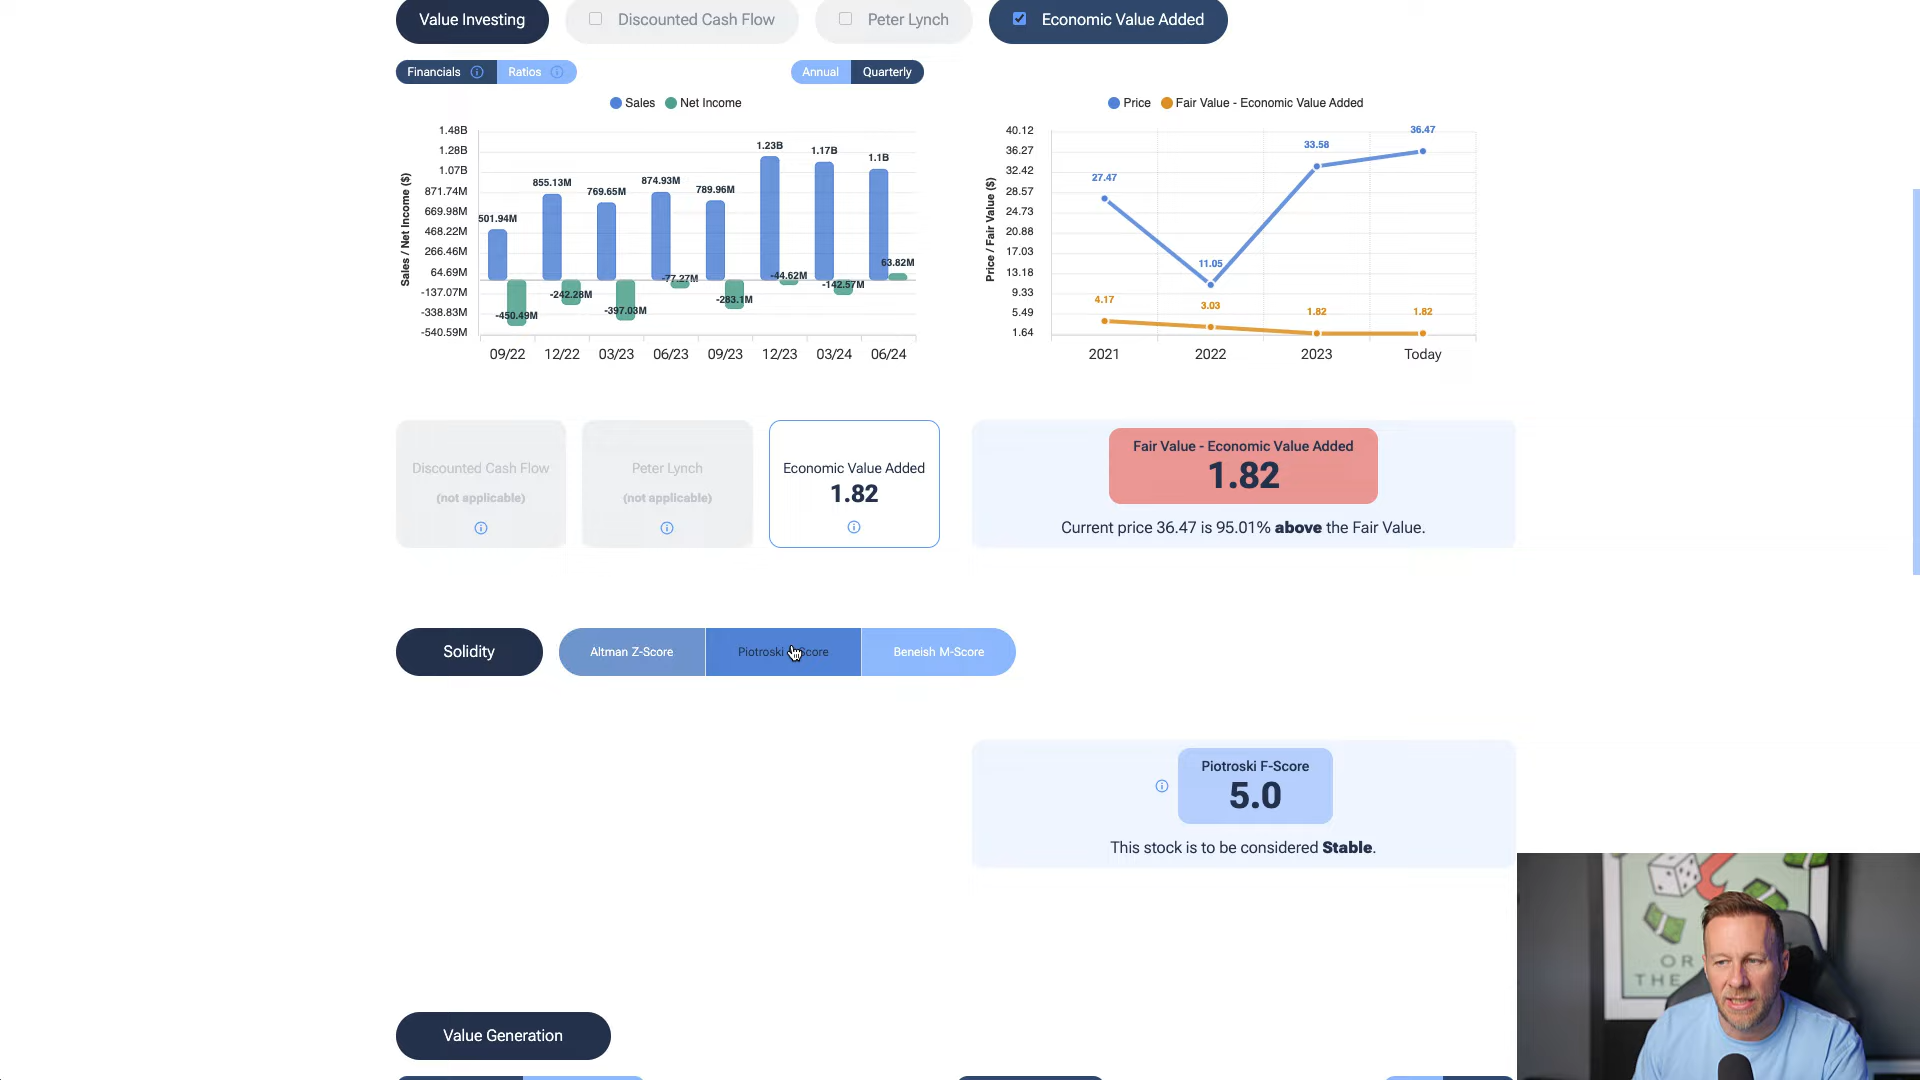 Value Investing
Discounted Cash Flow
Peter Lynch
Economic Value Added
Financials
Ratios
Annual
Quarterly
Sales
Net Income
Price
Fair Value - Economic Value Added
Sales / Net Income ($)
1.48B
1.28B
1.07B
871.74M
669.98M
468.22M
266.46M
64.69M
-137.07M
-338.83M
-540.59M
501.94M
855.13M
769.65M
874.93M
789.96M
1.23B
1.17B
1.1B
-450.49M
-242.28M
-397.03M
-77.27M
-283.1M
-44.62M
-142.57M
63.82M
09/22
12/22
03/23
06/23
09/23
12/23
03/24
06/24
Price / Fair Value ($)
40.12
36.27
32.42
28.57
24.73
20.88
17.03
13.18
9.33
5.49
1.64
27.47
11.05
33.58
36.47
4.17
3.03
1.82
1.82
2021
2022
2023
Today
Discounted Cash Flow
(not applicable)
Peter Lynch
(not applicable)
Economic Value Added
1.82
Fair Value - Economic Value Added
1.82
Current price 36.47 is 95.01% above the Fair Value.
Solidity
Altman Z-Score
Piotroski
core
Beneish M-Score
Piotroski F-Score
5.0
This stock is to be considered Stable.
OR
THE
Value Generation